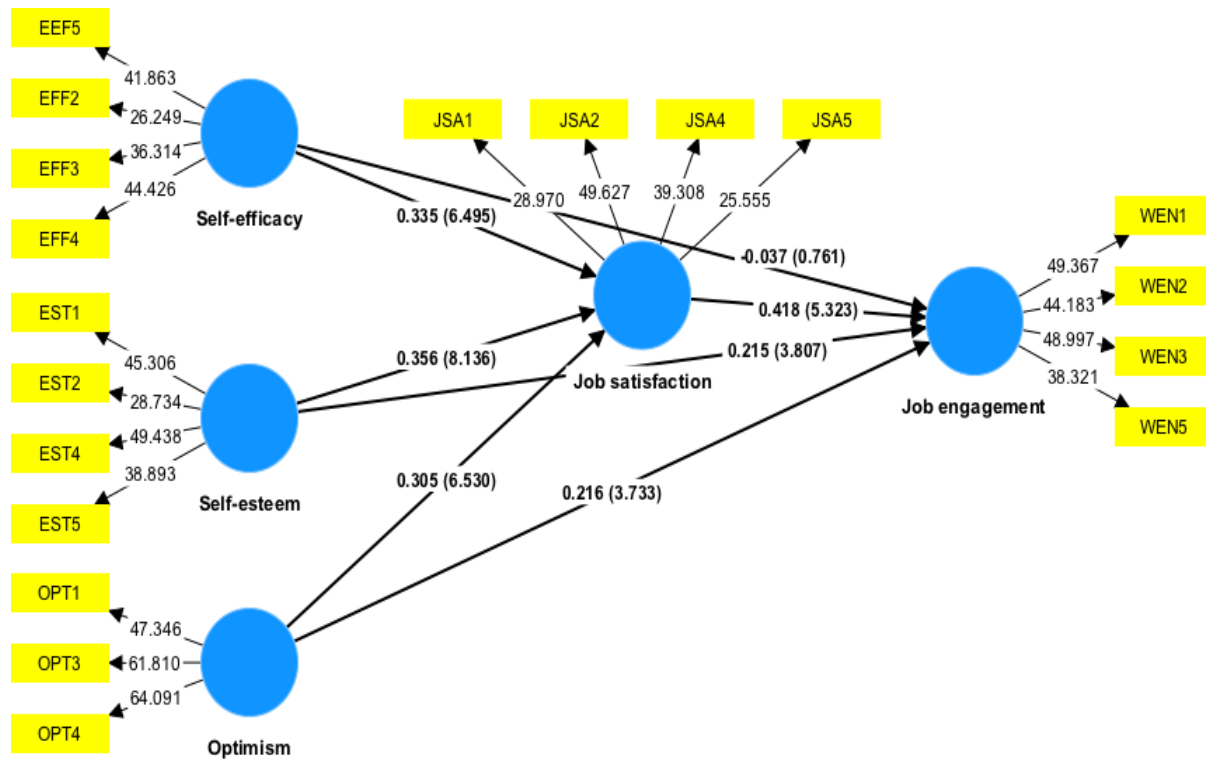 EEF5
EFF2
EFF3
EFF4
41.863
26.249
36.314
44.426
Self-efficacy
JSA1
JSA2
JSA4
JSA5
28.970
49.627
39.308
25.555
0.335 (6.495)
-0.037 (0.761)
WEN1
WEN2
WEN3
WEN5
49.367
44.183
48.997
38.321
0.418 (5.323)
0.356 (8.136)
0.215 (3.807)
Job satisfaction
Job engagement
EST1
EST2
EST4
EST5
45.306
28.734
49.438
38.893
Self-esteem
0.305 (6.530)
0.216 (3.733)
OPT1
OPT3
OPT4
47.346
61.810
64.091
Optimism